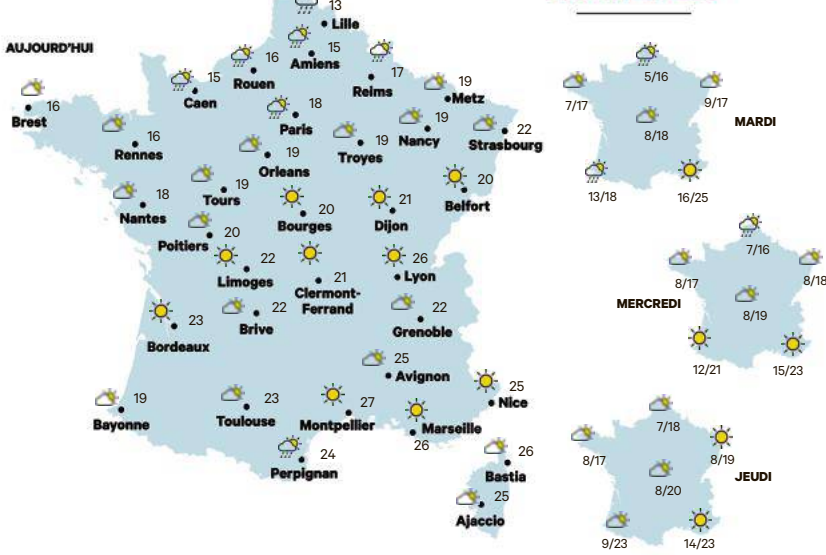 13
Lille
AUJOURD'HUI
15
Amiens
16
Rouen
17
Reims
15
Caen
19
Metz
16
Brest
18
Paris
19
Nancy
22
Strasbourg
16
Rennes
19
Troyes
19
Orleans
18
Nantes
19
Tours
20
Bourges
21
Dijon
20
Belfort
20
Poitiers
22
Limoges
21
Clermont-
Ferrand
26
Lyon
23
Bordeaux
22
Brive
22
Grenoble
25
Avignon
19
Bayonne
23
Toulouse
27
Montpellier
26
Marseille
25
Nice
24
Perpignan
26
Bastia
25
Ajaccio
5/16
7/17
9/17
8/18
MARDI
13/18
16/25
7/16
8/17
8/18
MERCREDI
8/19
12/21
15/23
7/18
8/17
8/19
8/20
JEUDI
9/23
14/23